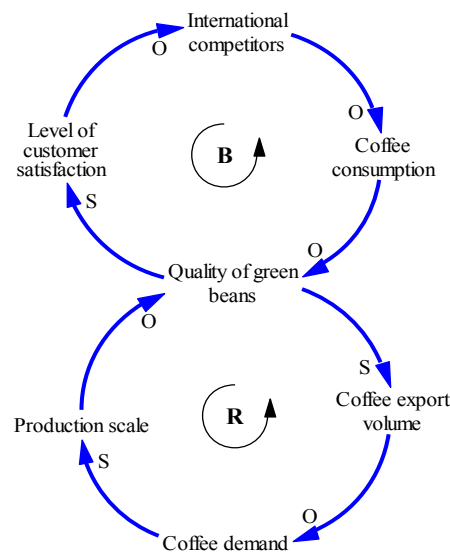 International
competitors
O
O
Level of
customer
satisfaction
B
Coffee
consumption
S
O
Quality of green
beans
O
S
Coffee export
volume
R
Production scale
S
O
Coffee demand